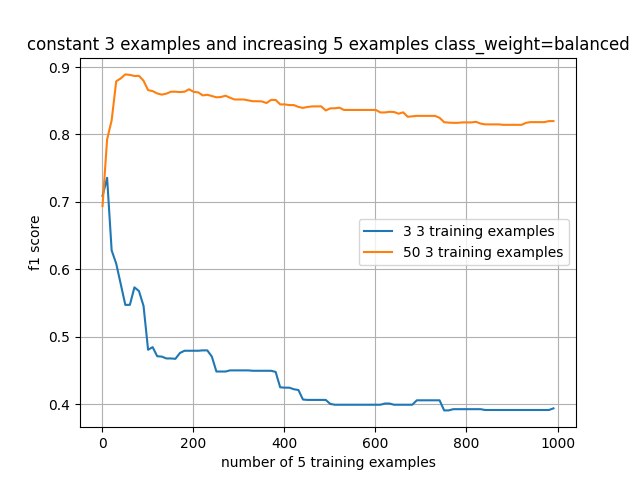 constant 3 examples and increasing 5 examples class_weight=balanced
0.9
0.8
0.7
0.6
0.5
0.4
f1 score
3 3 training examples
50 3 training examples
0 200 400 600 800 1000
number of 5 training examples